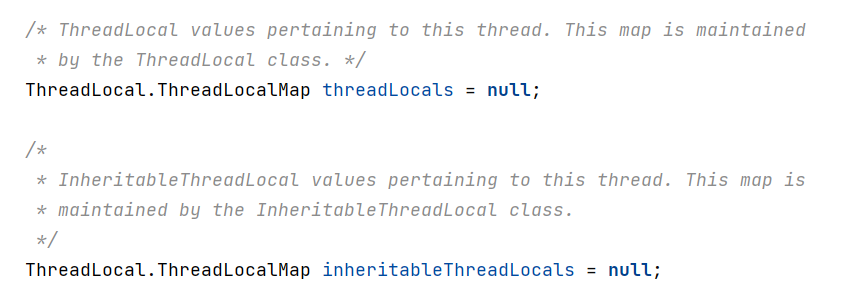 /* ThreadLocal values pertaining to this thread. This map is maintained
 * by the ThreadLocal class. */
ThreadLocal.ThreadLocalMap threadLocals = null;
/*
 * InheritableThreadLocal values pertaining to this thread. This map is
 * maintained by the InheritableThreadLocal class.
 */
ThreadLocal.ThreadLocalMap inheritableThreadLocals = null;